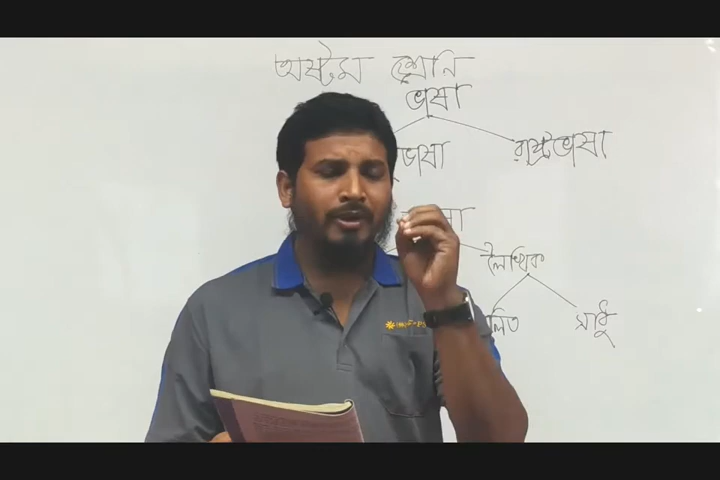 অষ্টম শ্রেনি
ভাষা
ভাষা রাষ্ট্রভাষা
লৈখিক
লিত সাধু